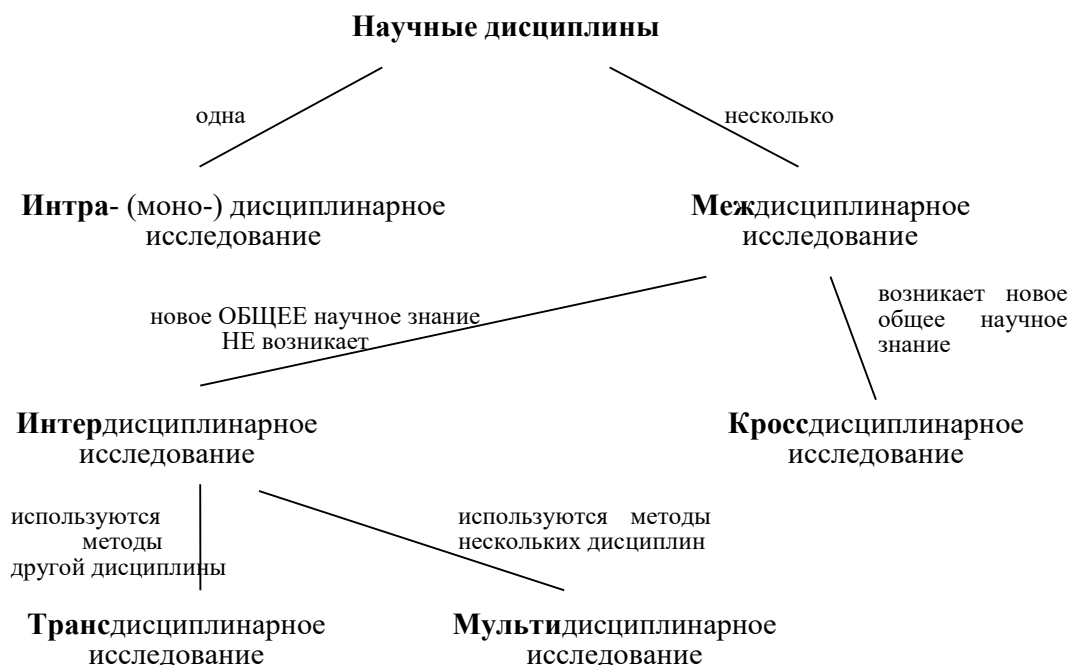 Научные дисциплины
одна
несколько
Интра- (моно-) дисциплинарное
исследование
Междисциплинарное
исследование
новое ОБЩЕЕ научное знание
НЕ возникает
возникает новое
общее научное
знание
Интердисциплинарное
исследование
Кроссдисциплинарное
исследование
используются
методы
другой дисциплины
используются методы
нескольких дисциплин
Трансдисциплинарное
исследование
Мультидисциплинарное
исследование